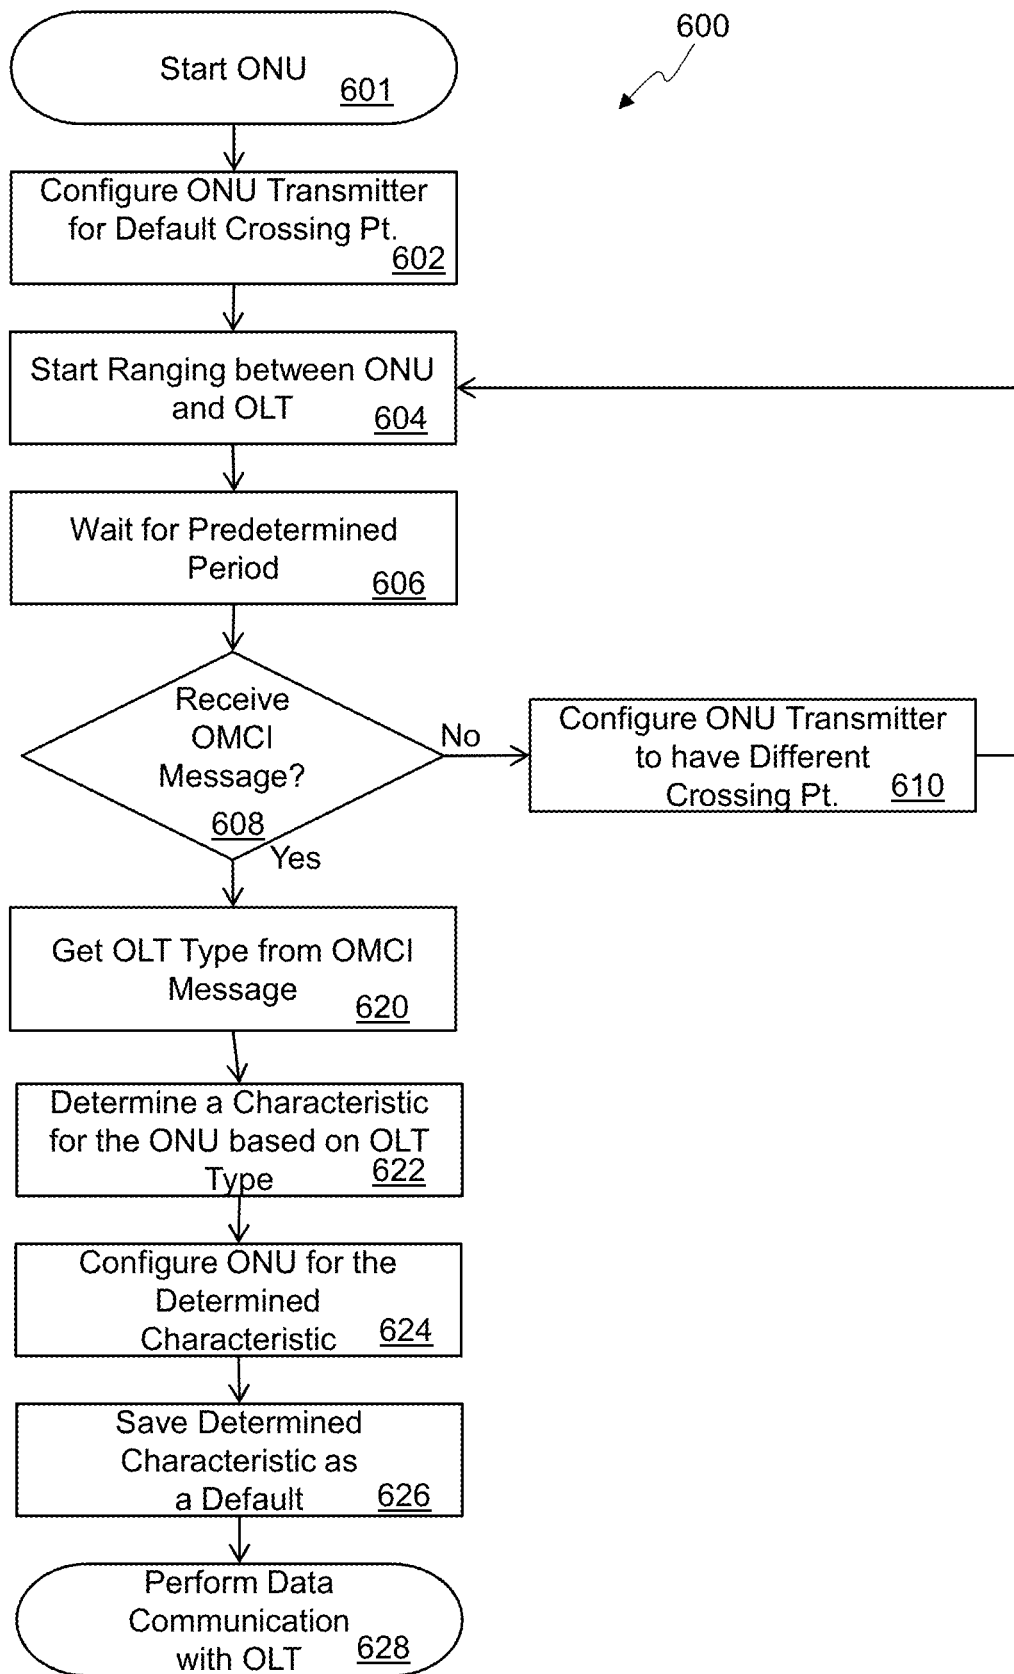 600
Start ONU
601
Configure ONU Transmitter
for Default Crossing Pt.
602
Start Ranging between ONU
and OLT
604
Wait for Predetermined
Period
606
Receive
OMCI
Message?
608
No
Yes
Configure ONU Transmitter
to have Different
Crossing Pt.
610
Get OLT Type from OMCI
Message
620
Determine a Characteristic
for the ONU based on OLT
Type
622
Configure ONU for the
Determined
Characteristic
624
Save Determined
Characteristic as
a Default
626
Perform Data
Communication
with OLT
628